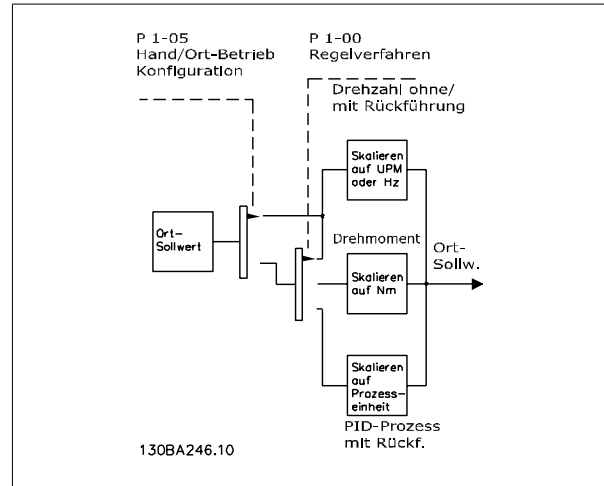 P 1-05
Hand/Ort-Betrieb
Konfiguration
P 1-00
Regelverfahren
Drehzahl ohne/
mit Rückführung
Skalieren
auf UPM
oder Hz
Ort-
Sollwert
Drehmoment
Skalieren
auf Nm
Ort-
Sollw.
Skalieren
auf
Prozess-
einheit
PID-Prozess
mit Rückf.
130BA246.10